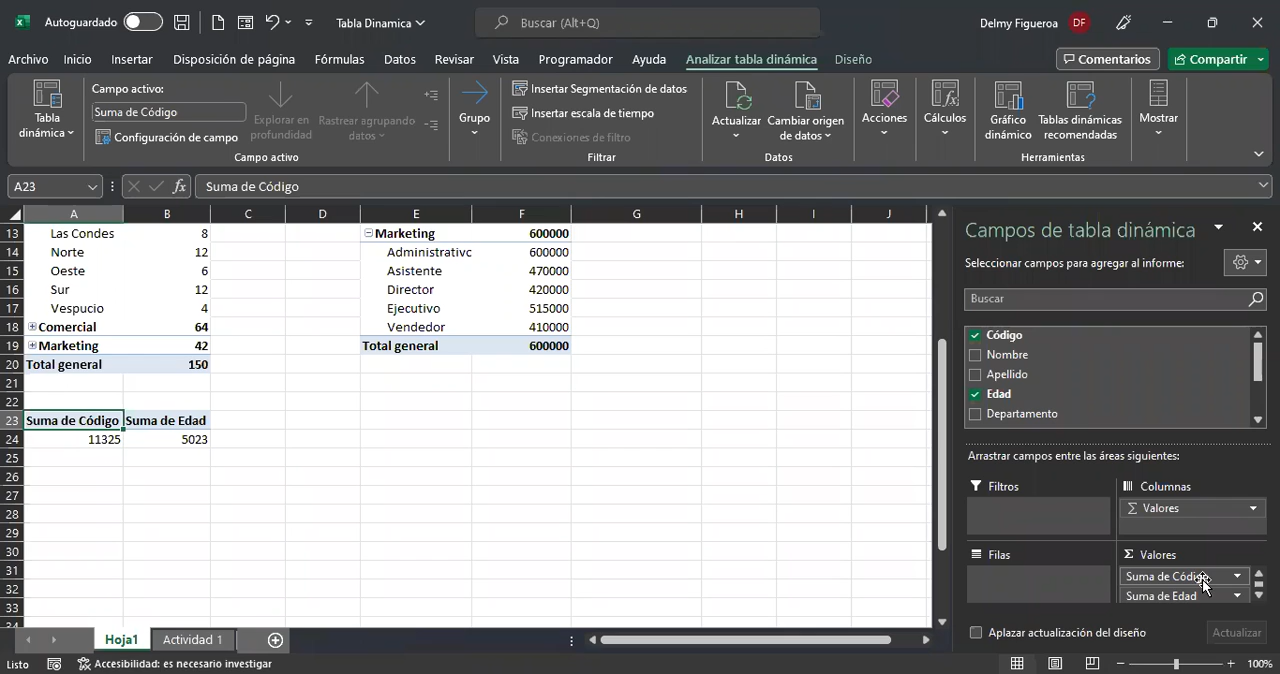 Autoguardado
Tabla Dinamica
Buscar (Alt+Q)
Delmy Figueroa
DF
Archivo Inicio Insertar Disposición de página Fórmulas Datos Revisar Vista Programador Ayuda Analizar tabla dinámica Diseño
Comentarios
Compartir
Tabla dinámica
Campo activo:
Suma de Código
Configuración de campo
Explorar en profundidad
Rastrear agrupando datos
Campo activo
Grupo
Insertar Segmentación de datos
Insertar escala de tiempo
Conexiones de filtro
Filtrar
Actualizar
Cambiar origen de datos
Datos
Acciones
Cálculos
Gráfico dinámico
Tablas dinámicas recomendadas
Herramientas
Mostrar
A23
fx
Suma de Código
A B C D E F G H I J
13 Las Condes 8 Marketing 600000
14 Norte 12 Administrativc 600000
15 Oeste 6 Asistente 470000
16 Sur 12 Director 420000
17 Vespucio 4 Ejecutivo 515000
18 Comercial 64 Vendedor 410000
19 Marketing 42 Total general 600000
20 Total general 150
21
22
23 Suma de Código Suma de Edad
24 11325 5023
25
26
27
28
29
30
31
32
33
34
Campos de tabla dinámica
Seleccionar campos para agregar al informe:
Buscar
Código
Nombre
Apellido
Edad
Departamento
Arrastrar campos entre las áreas siguientes:
Filtros
Columnas
Σ Valores
Filas
Σ Valores
Suma de Código
Suma de Edad
Aplazar actualización del diseño
Actualizar
Hoja1
Actividad 1
Listo
Accesibilidad: es necesario investigar
100%